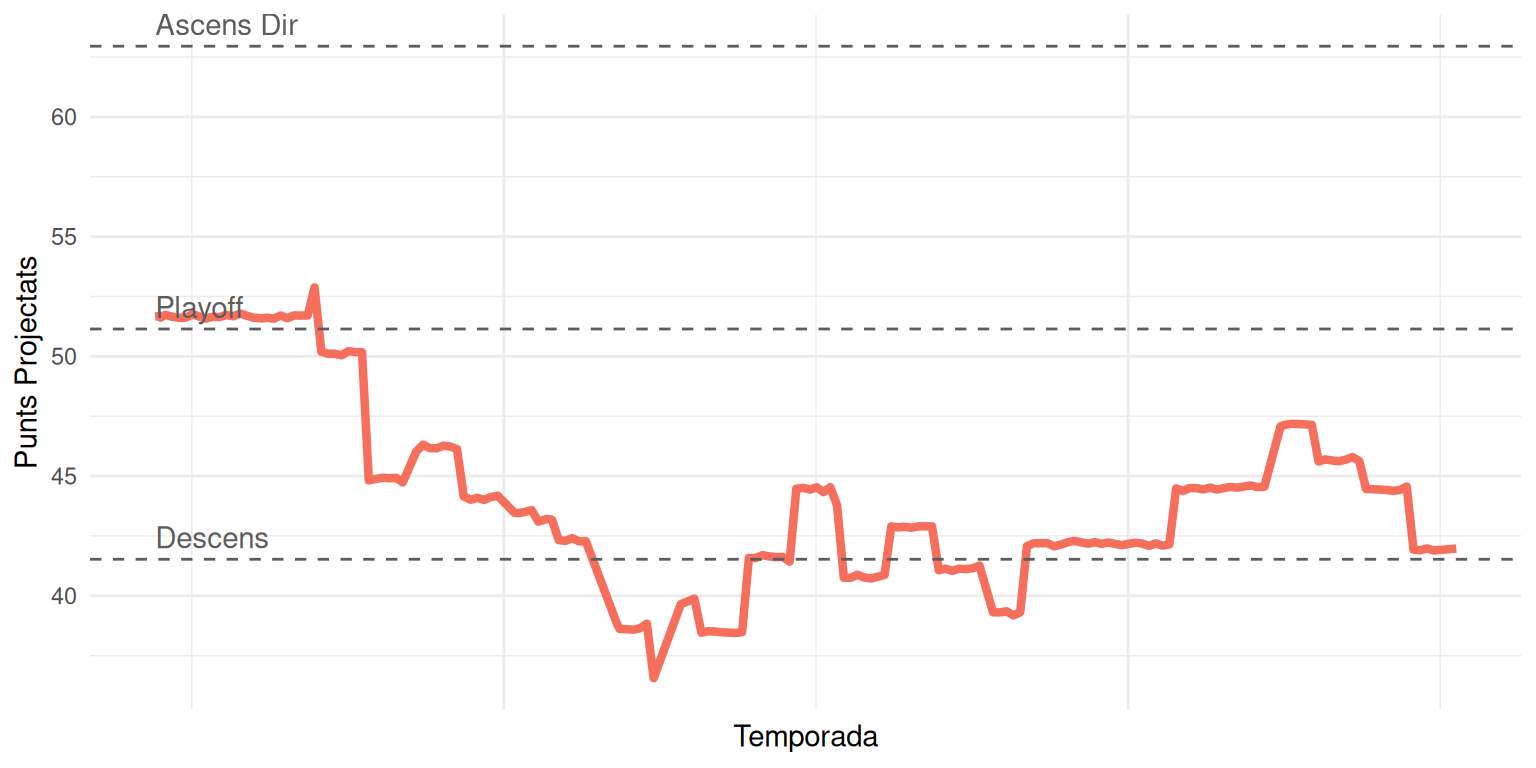 Ascens Dir
60
55
Playoff
50
45
Descens
40
Punts Projectats
Temporada